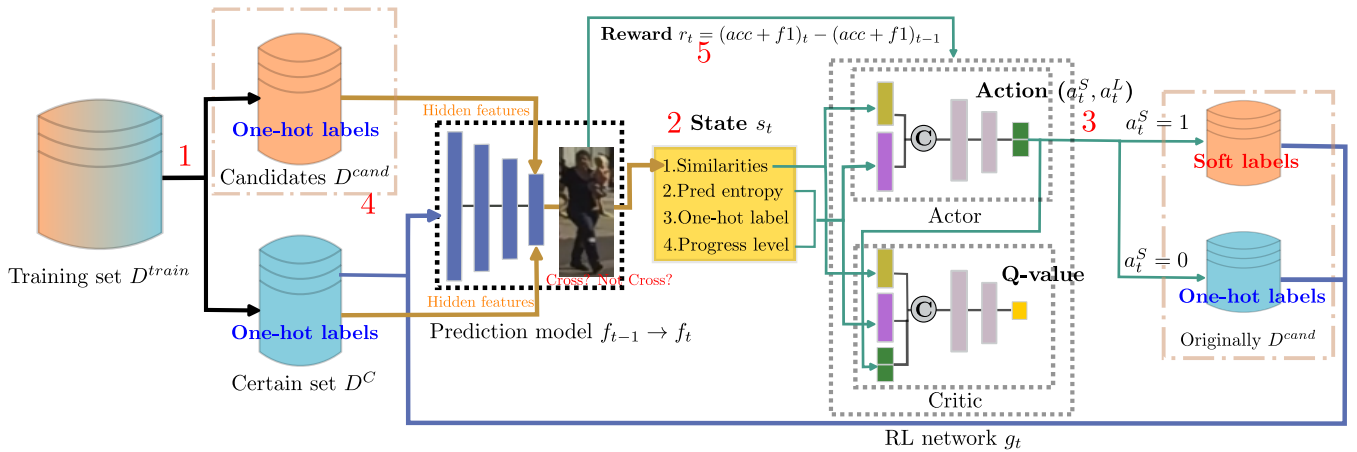 Reward r_t = (acc + f1)_t − (acc + f1)_{t−1}
5
One-hot labels
Candidates D^{cand}
1
4
Training set D^{train}
One-hot labels
Certain set D^C
Hidden features
Hidden features
Cross? Not Cross?
Prediction model f_{t−1} → f_t
2 State s_t
1.Similarities
2.Pred entropy
3.One-hot label
4.Progress level
Action (a_t^S, a_t^L)
C
Actor
Q-value
C
Critic
RL network g_t
3
a_t^S = 1
Soft labels
a_t^S = 0
One-hot labels
Originally D^{cand}